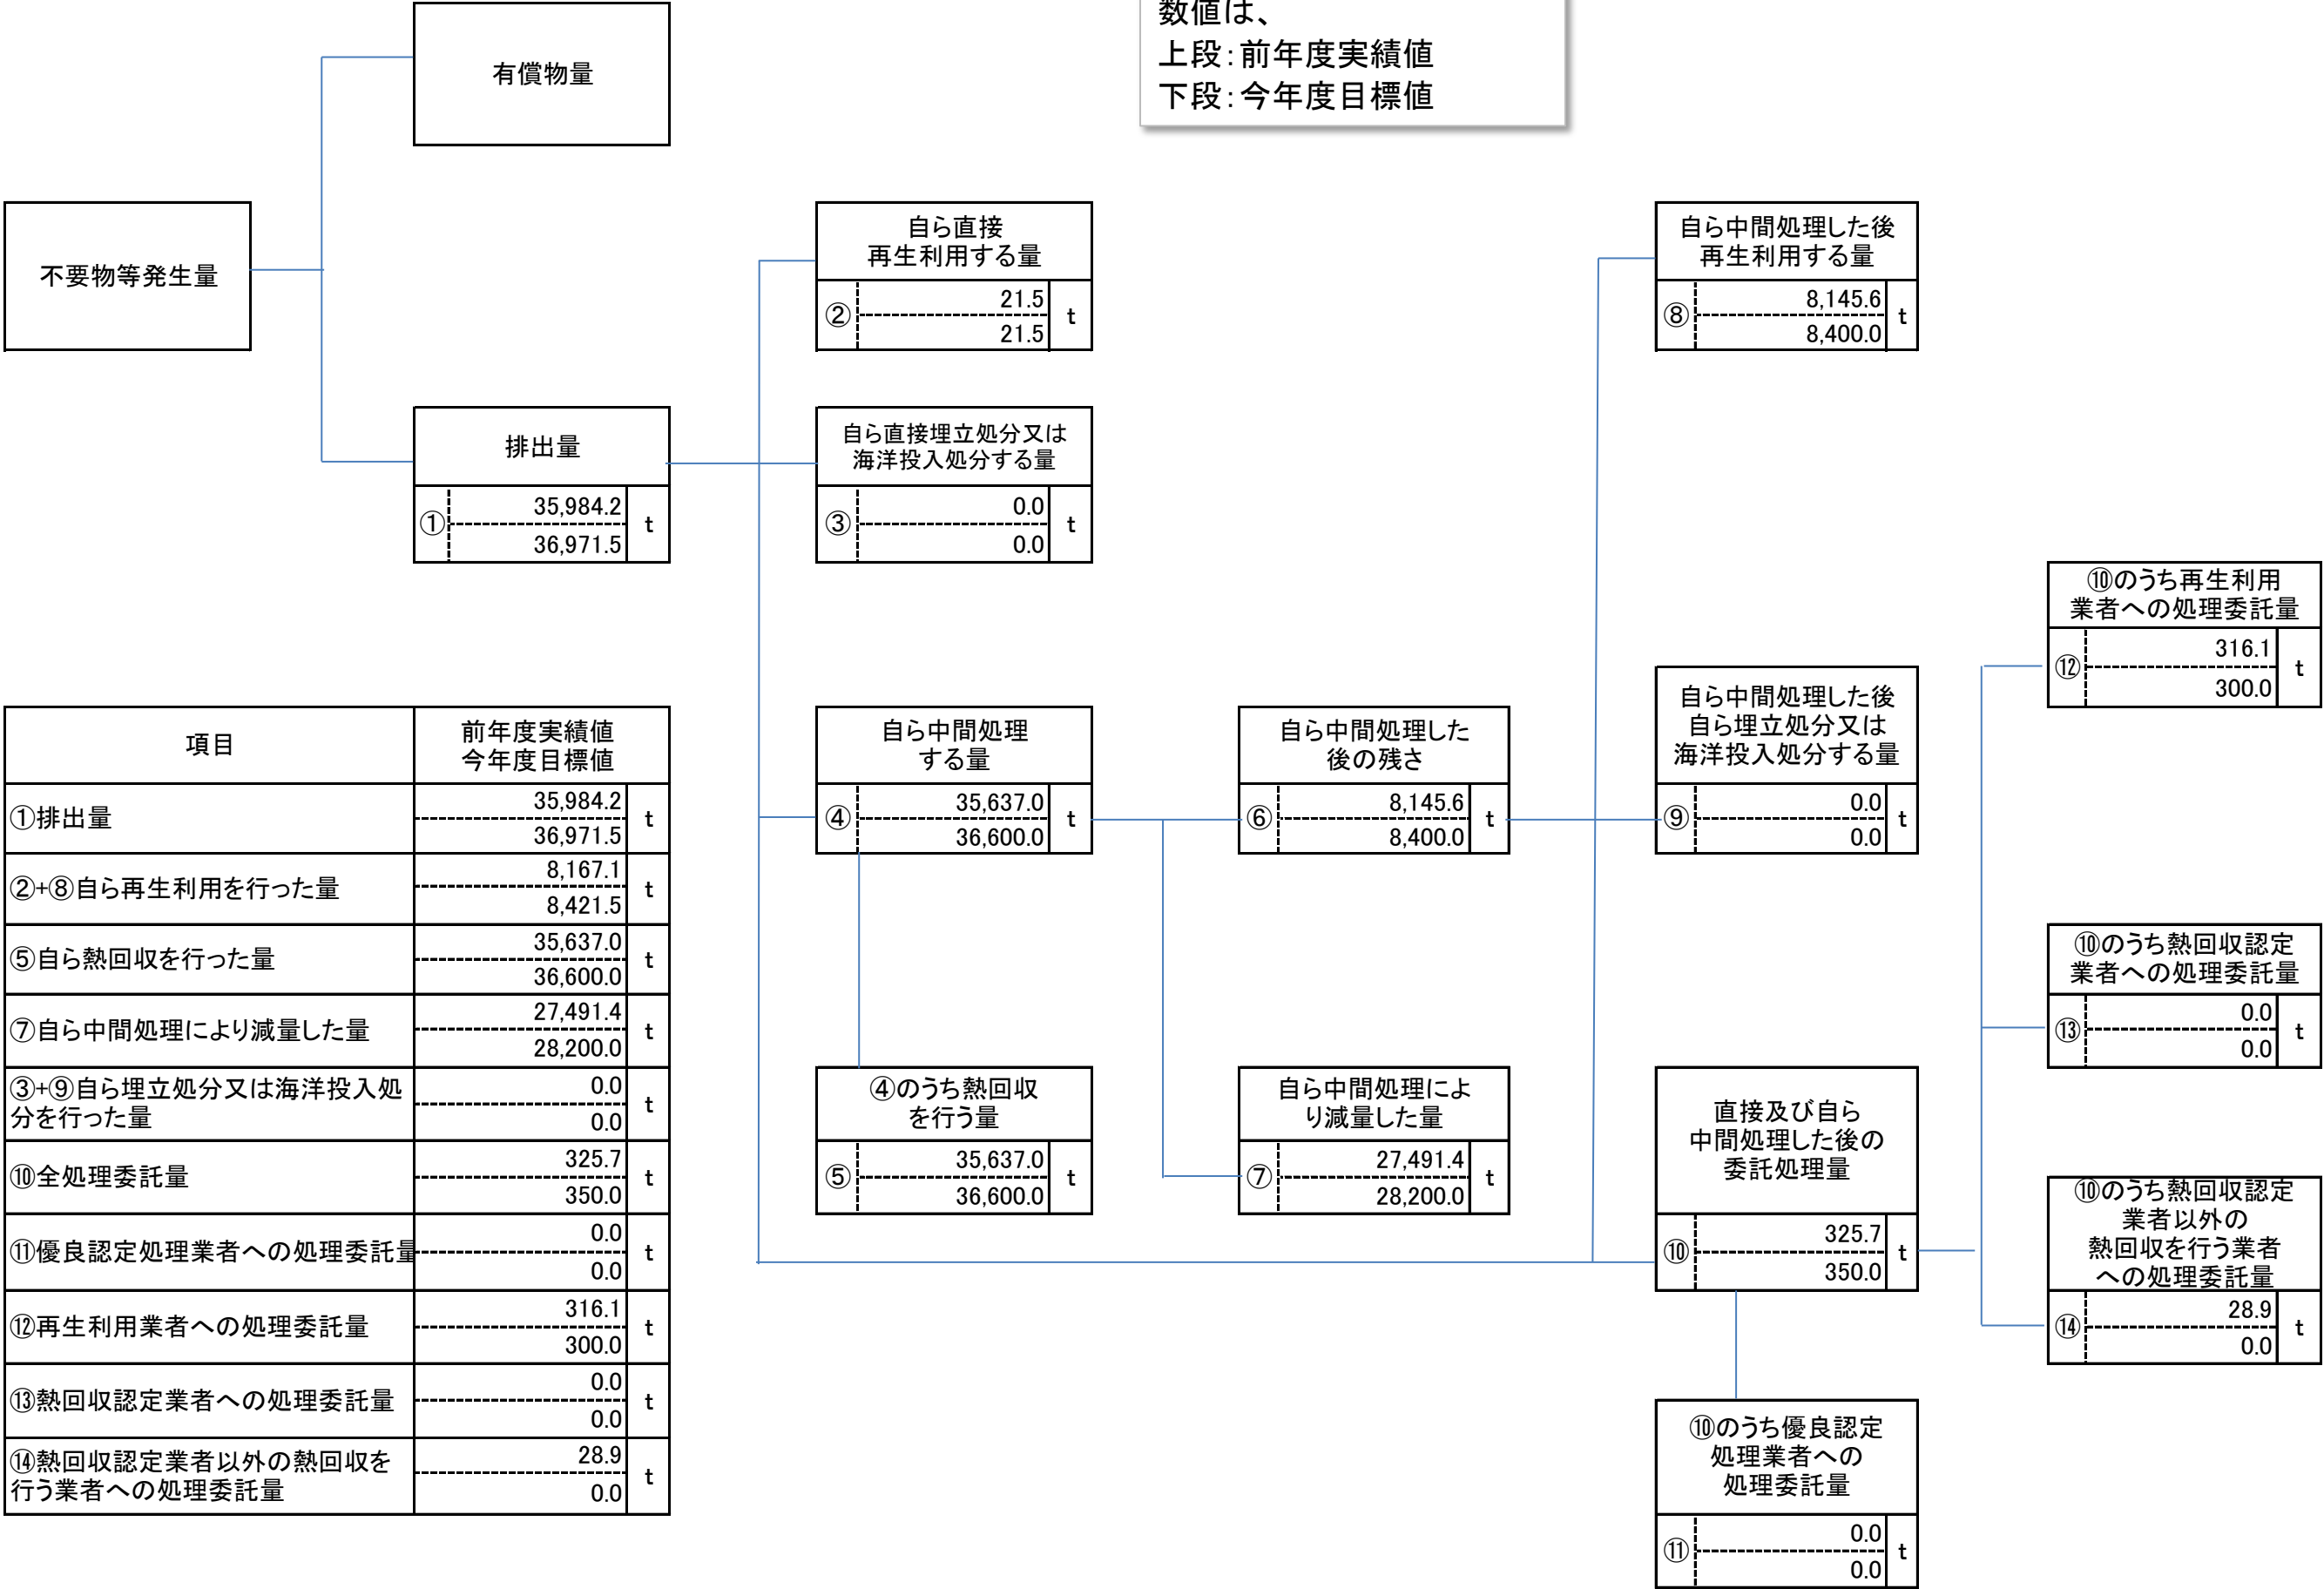 数値は、
上段：前年度実績値
下段：今年度目標値
有償物量
不要物等発生量
自ら直接
再生利用する量
② 21.5 t
21.5
自ら中間処理した後
再生利用する量
⑧ 8,145.6 t
8,400.0
排出量
① 35,984.2 t
36,971.5
自ら直接埋立処分又は
海洋投入処分する量
③ 0.0 t
0.0
⑩のうち再生利用
業者への処理委託量
⑫ 316.1 t
300.0
自ら中間処理
する量
④ 35,637.0 t
36,600.0
自ら中間処理した
後の残さ
⑥ 8,145.6 t
8,400.0
自ら中間処理した後
自ら埋立処分又は
海洋投入処分する量
⑨ 0.0 t
0.0
⑩のうち熱回収認定
業者への処理委託量
⑬ 0.0 t
0.0
④のうち熱回収
を行う量
⑤ 35,637.0 t
36,600.0
自ら中間処理によ
り減量した量
⑦ 27,491.4 t
28,200.0
直接及び自ら
中間処理した後の
委託処理量
⑩ 325.7 t
350.0
⑩のうち熱回収認定
業者以外の
熱回収を行う業者
への処理委託量
⑭ 28.9 t
0.0
⑩のうち優良認定
処理業者への
処理委託量
⑪ 0.0 t
0.0
項目
前年度実績値
今年度目標値
①排出量 35,984.2 t
36,971.5
②+⑧自ら再生利用を行った量 8,167.1 t
8,421.5
⑤自ら熱回収を行った量 35,637.0 t
36,600.0
⑦自ら中間処理により減量した量 27,491.4 t
28,200.0
③+⑨自ら埋立処分又は海洋投入処
分を行った量 0.0 t
0.0
⑩全処理委託量 325.7 t
350.0
⑪優良認定処理業者への処理委託量 0.0 t
0.0
⑫再生利用業者への処理委託量 316.1 t
300.0
⑬熱回収認定業者への処理委託量 0.0 t
0.0
⑭熱回収認定業者以外の熱回収を
行う業者への処理委託量 28.9 t
0.0